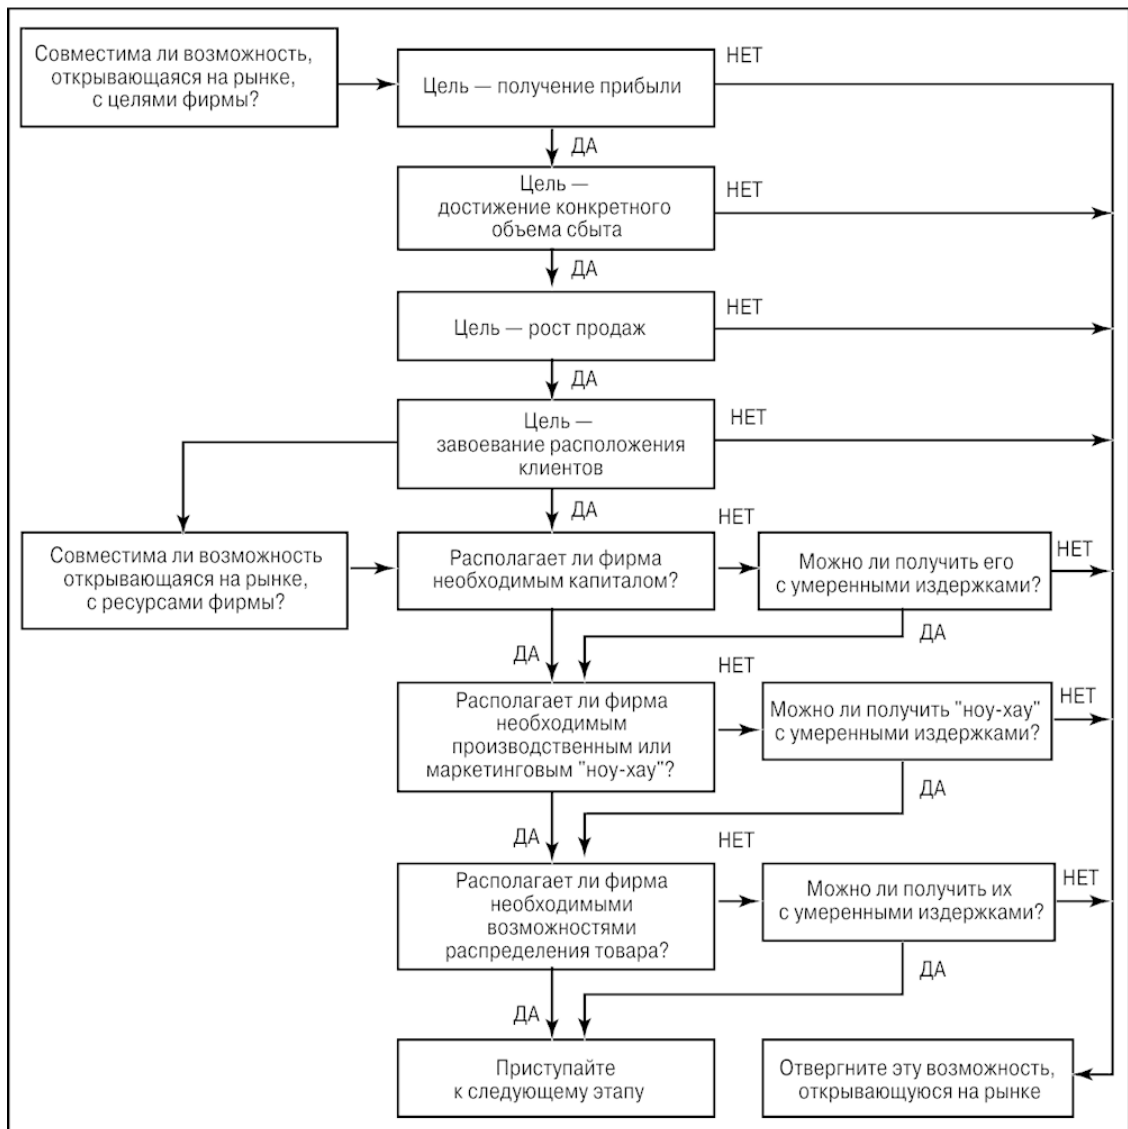 Совместима ли возможность,
открывающаяся на рынке,
с целями фирмы?
Цель — получение прибыли
НЕТ
ДА
Цель —
достижение конкретного
объема сбыта
НЕТ
ДА
Цель — рост продаж
НЕТ
ДА
Цель —
завоевание расположения
клиентов
НЕТ
ДА
Совместима ли возможность
открывающаяся на рынке,
с ресурсами фирмы?
Располагает ли фирма
необходимым капиталом?
НЕТ
Можно ли получить его
с умеренными издержками?
НЕТ
ДА
ДА
Располагает ли фирма
необходимым
производственным или
маркетинговым "ноу-хау"?
НЕТ
Можно ли получить "ноу-хау"
с умеренными издержками?
НЕТ
ДА
ДА
Располагает ли фирма
необходимыми
возможностями
распределения товара?
НЕТ
Можно ли получить их
с умеренными издержками?
НЕТ
ДА
ДА
Приступайте
к следующему этапу
Отвергните эту возможность,
открывающуюся на рынке